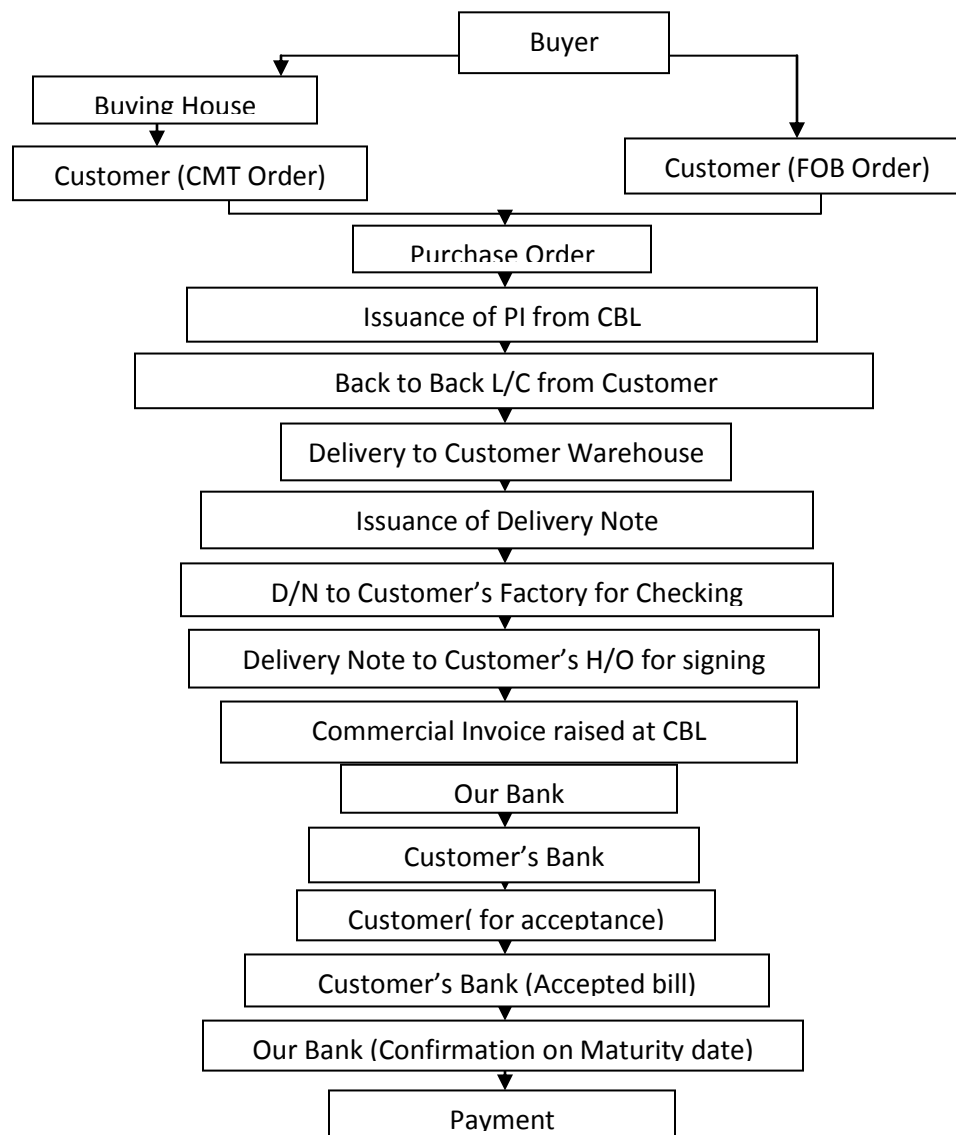 Buyer
Buying House
Customer (CMT Order)
Customer (FOB Order)
Purchase Order
Issuance of PI from CBL
Back to Back L/C from Customer
Delivery to Customer Warehouse
Issuance of Delivery Note
D/N to Customer’s Factory for Checking
Delivery Note to Customer’s H/O for signing
Commercial Invoice raised at CBL
Our Bank
Customer’s Bank
Customer( for acceptance)
Customer’s Bank (Accepted bill)
Our Bank (Confirmation on Maturity date)
Payment